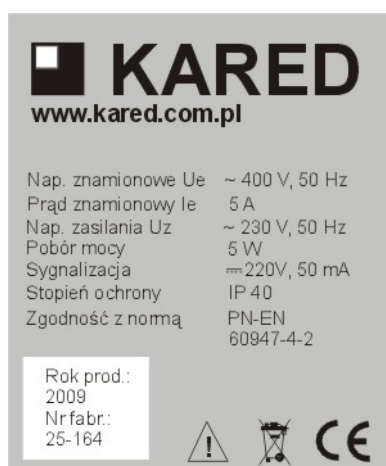 KARED
www.kared.com.pl
Nap. znamionowe Ue ~ 400 V, 50 Hz
Prąd znamionowy Ie 5 A
Nap. zasilania Uz ~ 230 V, 50 Hz
Pobór mocy 5 W
Sygnalizacja ⎓220V, 50 mA
Stopień ochrony IP 40
Zgodność z normą PN-EN
60947-4-2
Rok prod.:
2009
Nr fabr.:
25-164
! CE